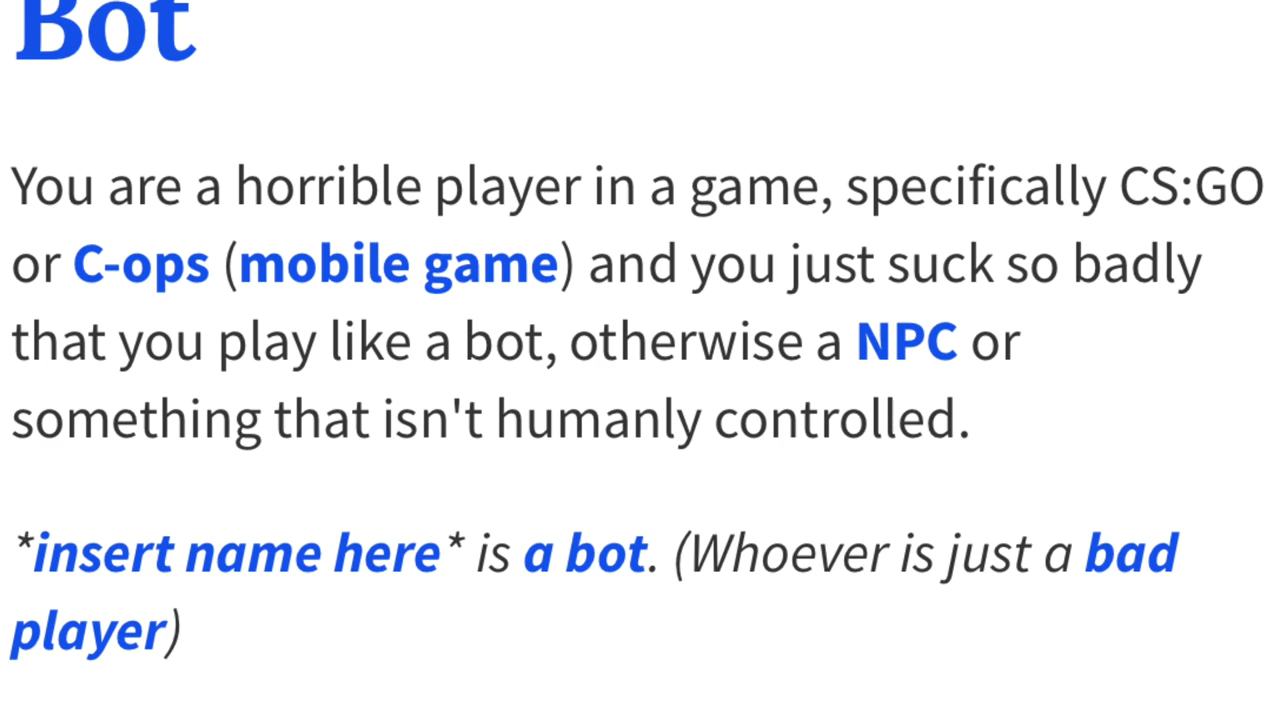 Bot
You are a horrible player in a game, specifically CS:GO
or C-ops (mobile game) and you just suck so badly
that you play like a bot, otherwise a NPC or
something that isn't humanly controlled.
*insert name here* is a bot. (Whoever is just a bad
player)